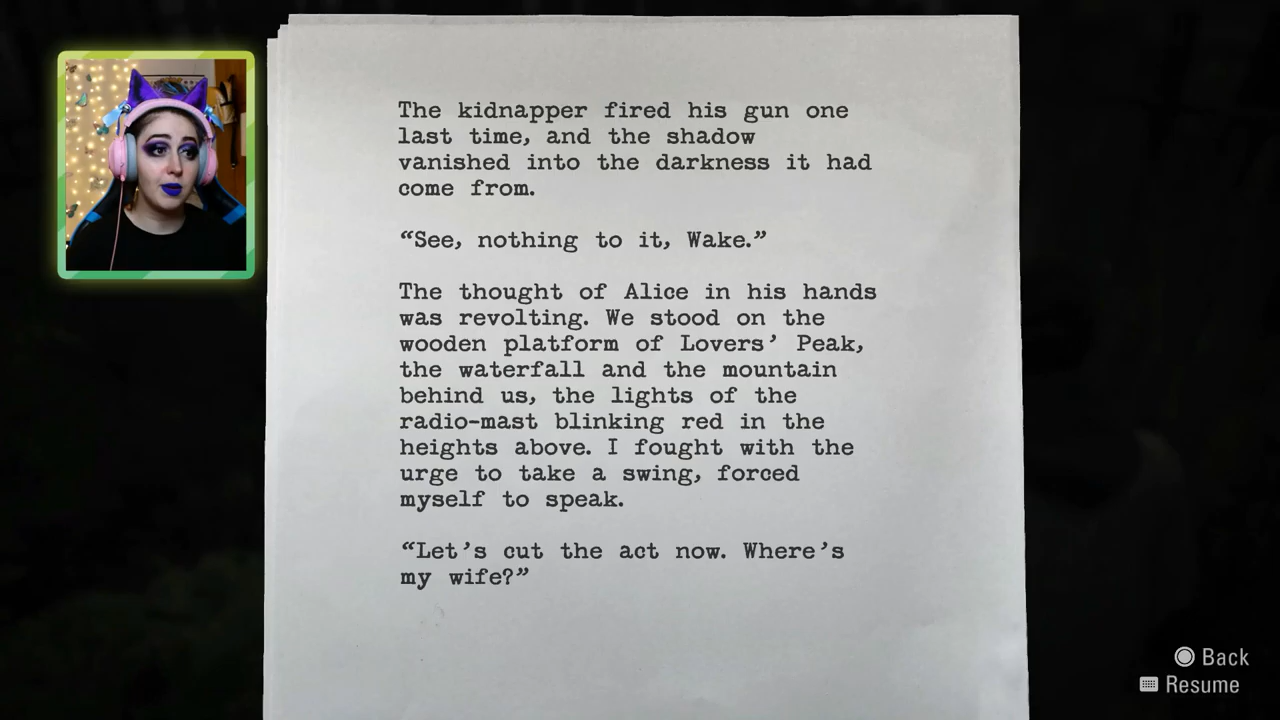 The kidnapper fired his gun one
last time, and the shadow
vanished into the darkness it had
come from.
“See, nothing to it, Wake.”
The thought of Alice in his hands
was revolting. We stood on the
wooden platform of Lovers’ Peak,
the waterfall and the mountain
behind us, the lights of the
radio-mast blinking red in the
heights above. I fought with the
urge to take a swing, forced
myself to speak.
“Let’s cut the act now. Where’s
my wife?”
Back
Resume